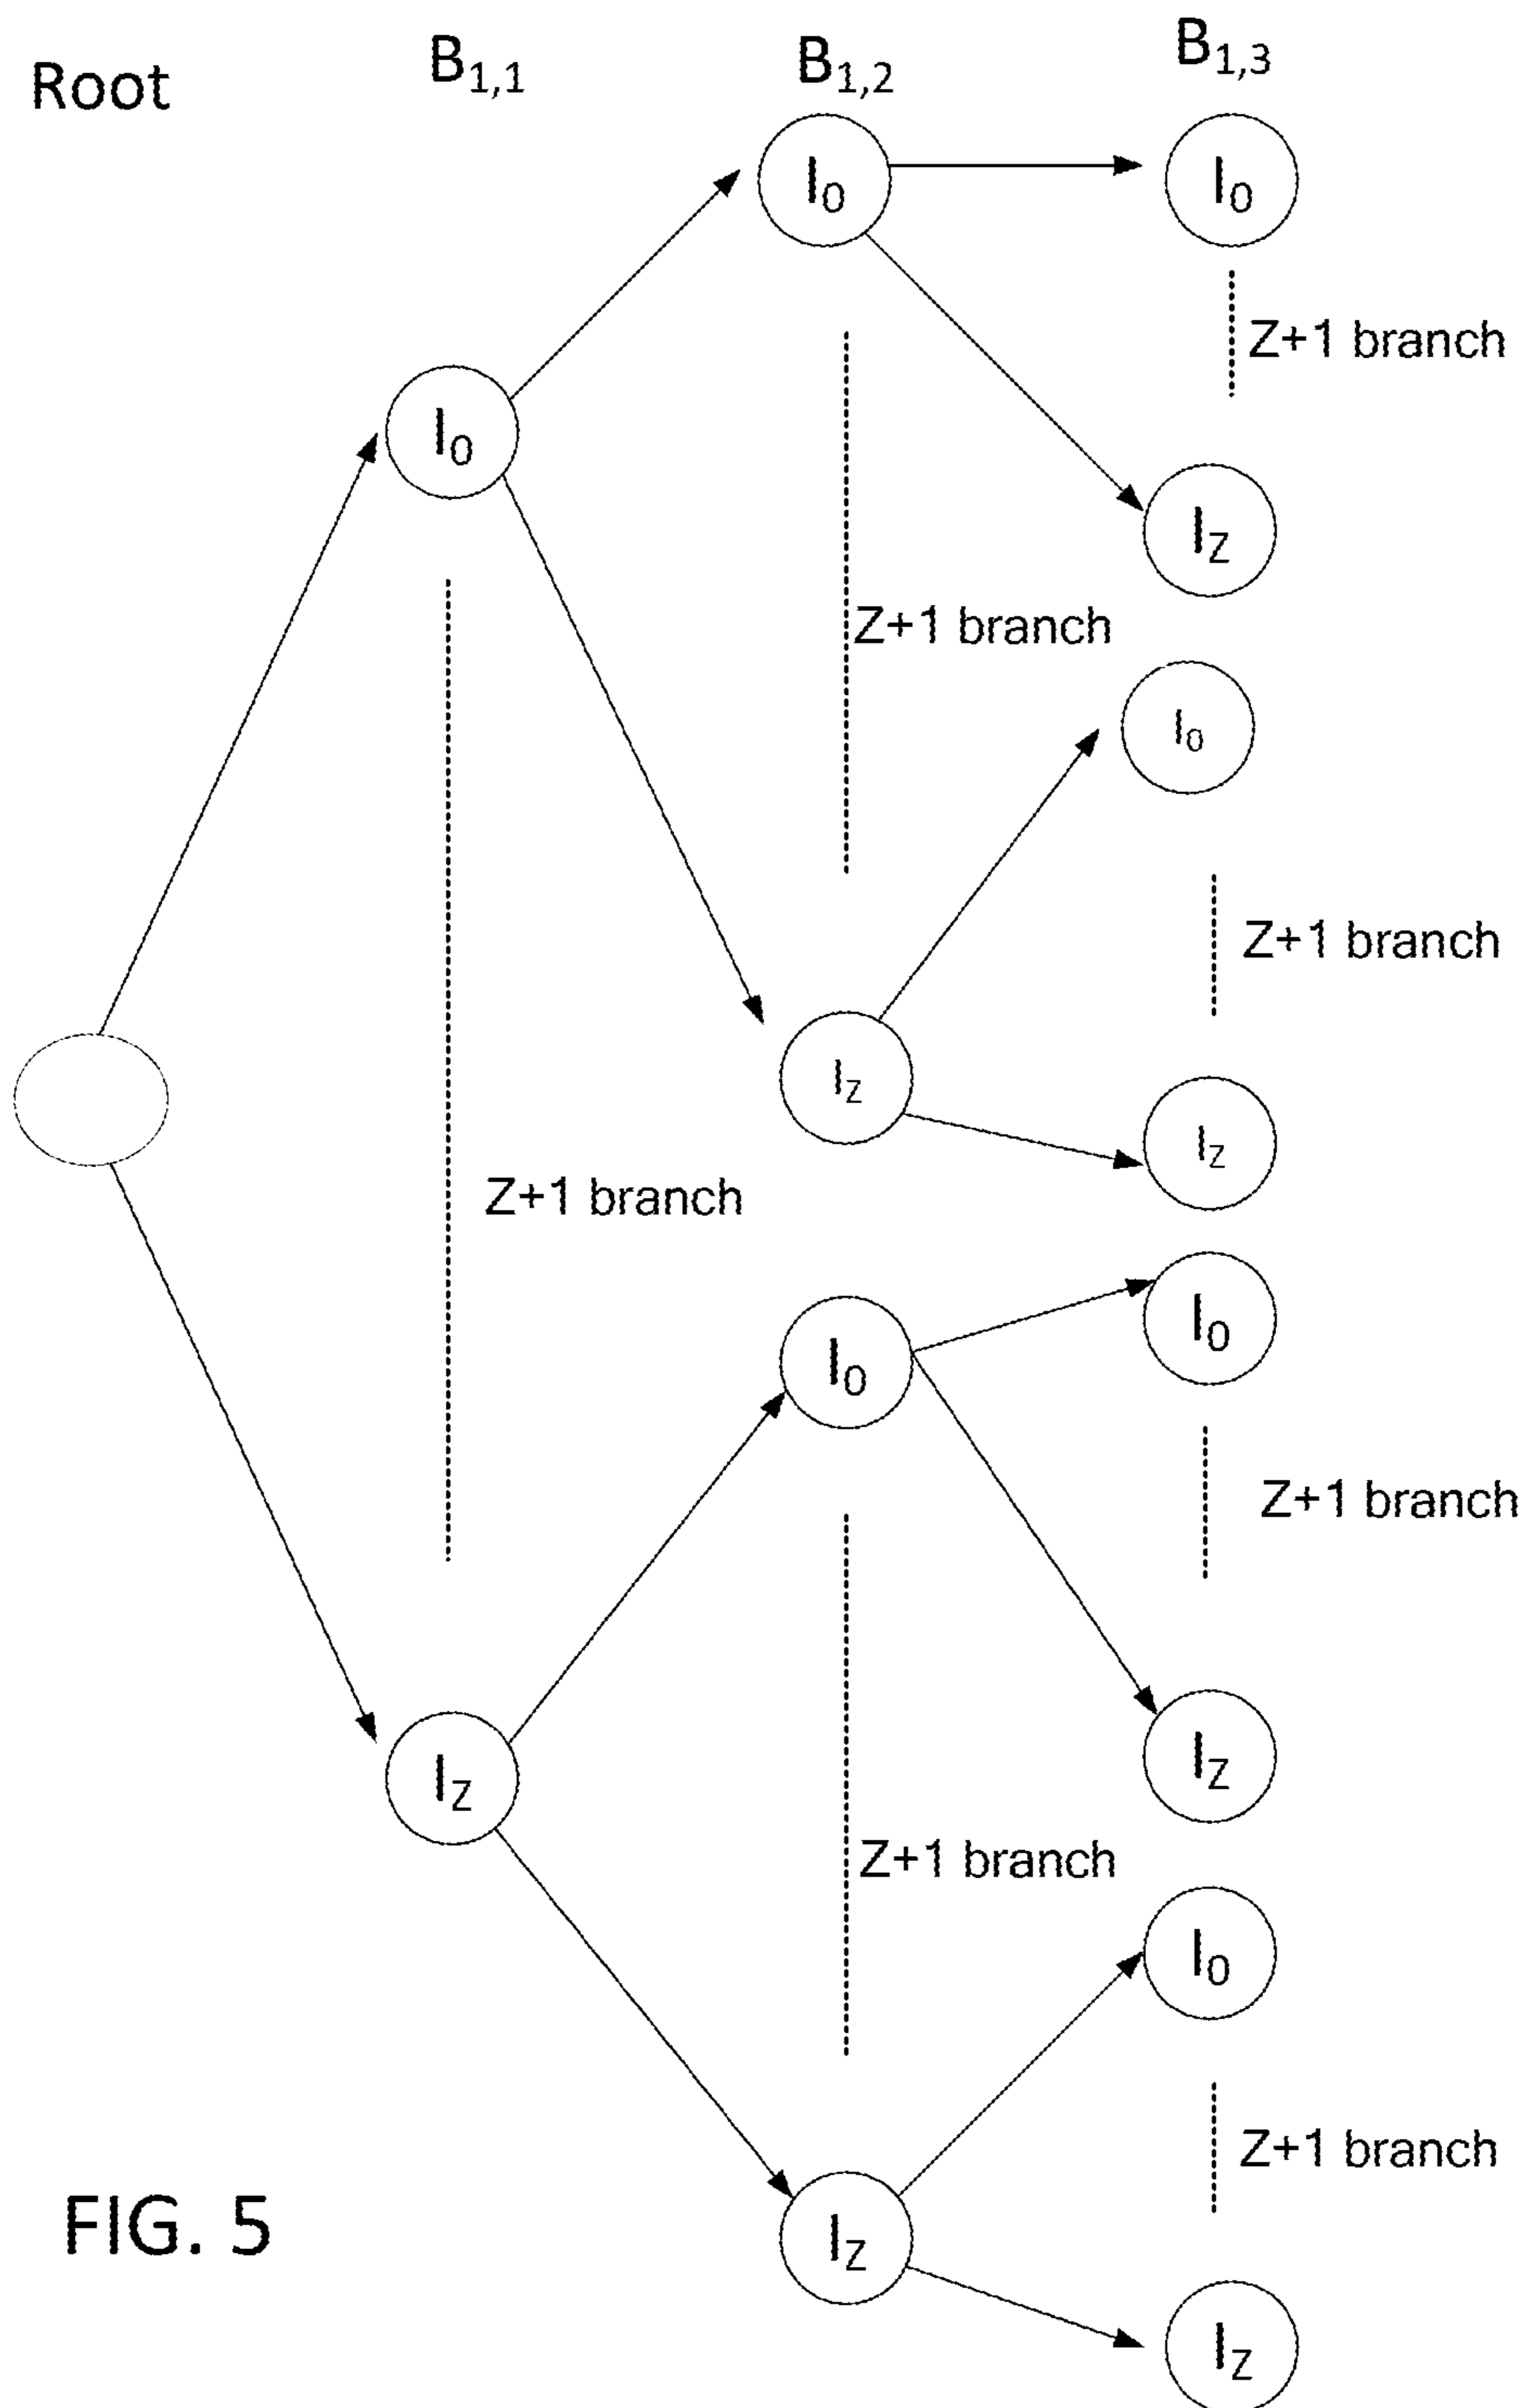 Root
B1,1
B1,2
B1,3
I0
I0
Z+1 branch
I0
IZ
Z+1 branch
I0
Z+1 branch
IZ
IZ
Z+1 branch
I0
I0
Z+1 branch
IZ
IZ
Z+1 branch
I0
Z+1 branch
IZ
IZ
FIG. 5